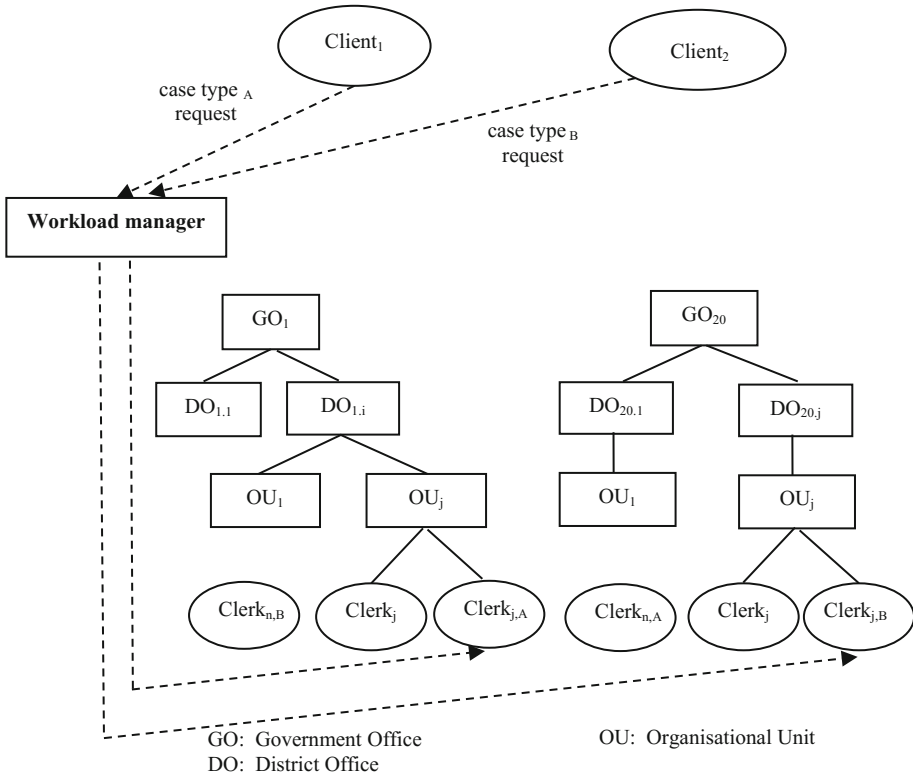 Client1
Client2
case type A
request
case type B
request
Workload manager
GO1
GO20
DO1.1
DO1.i
DO20.1
DO20.j
OU1
OUj
OU1
OUj
Clerkn,B
Clerkj
Clerkj,A
Clerkn,A
Clerkj
Clerkj,B
GO: Government Office
OU: Organisational Unit
DO: District Office